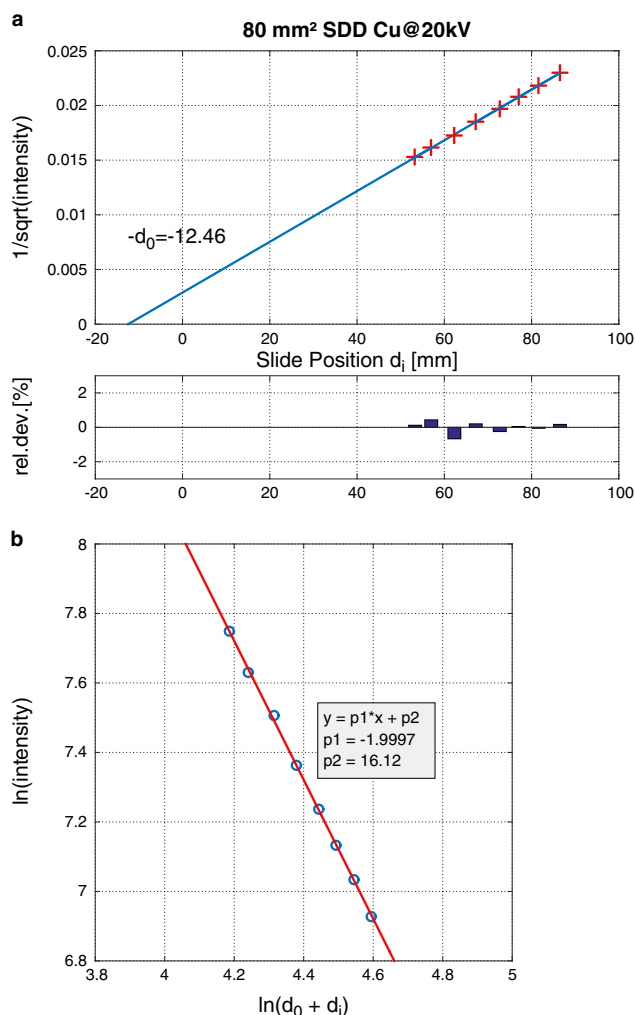 a
80 mm² SDD Cu@20kV
0.025
0.02
0.015
0.01
0.005
0
1/sqrt(intensity)
-d₀=-12.46
-20 0 20 40 60 80 100
Slide Position dᵢ [mm]
2
0
-2
rel.dev.[%]
-20 0 20 40 60 80 100
b
8
7.8
7.6
7.4
7.2
7
6.8
ln(intensity)
y = p1*x + p2
p1 = -1.9997
p2 = 16.12
3.8 4 4.2 4.4 4.6 4.8 5
ln(d₀ + dᵢ)